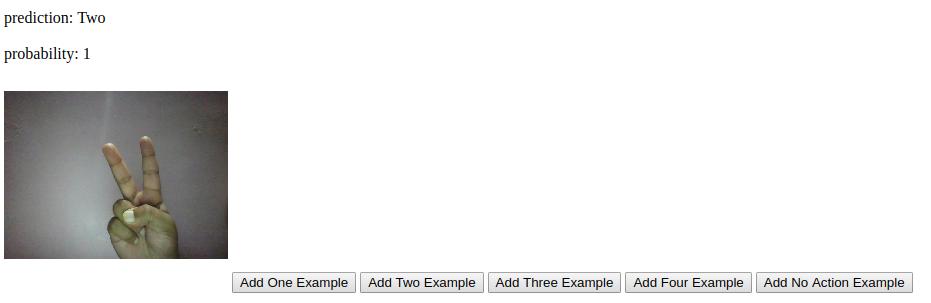 prediction: Two
probability: 1
Add One Example Add Two Example Add Three Example Add Four Example Add No Action Example